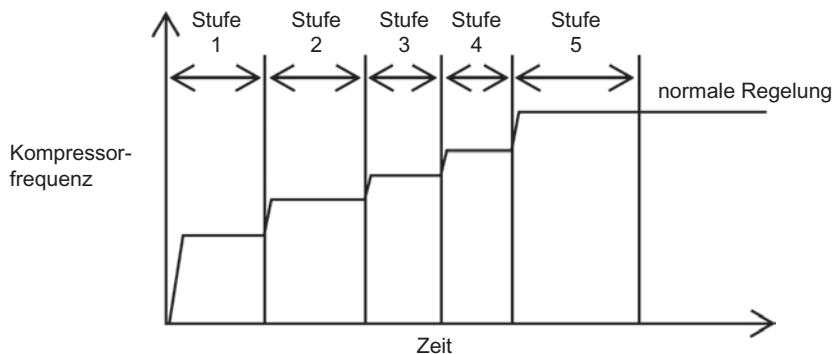 Stufe
1
Stufe
2
Stufe
3
Stufe
4
Stufe
5
normale Regelung
Kompressor-
frequenz
Zeit